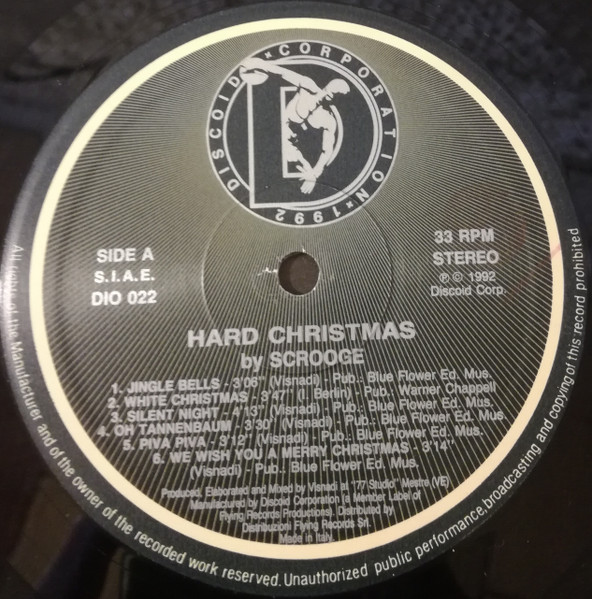 DISCOID × CORPORATION × 1992
SIDE A
S.I.A.E.
DIO 022
33 RPM
STEREO
℗ © 1992
Discoid Corp.
HARD CHRISTMAS
by SCROOGE
1. JINGLE BELLS - 3'06" (Visnadi) - Pub.: Blue Flower Ed. Mus.
2. WHITE CHRISTMAS - 3'47" (I. Berlin) - Pub.: Warner Chappell
3. SILENT NIGHT - 4'13" (Visnadi) - Pub.: Blue Flower Ed. Mus.
4. OH TANNENBAUM - 3'30" (Visnadi) - Pub.: Blue Flower Ed. Mus
5. PIVA PIVA - 3'12" (Visnadi) - Pub.: Blue Flower Ed. Mus.
6. WE WISH YOU A MERRY CHRISTMAS - 3'14"
(Visnadi) - Pub.: Blue Flower Ed. Mus.
Produced, Elaborated and Mixed by Visnadi at "77 Studio" Mestre (VE)
Manufactured by Discoid Corporation (a Member Label of
Flying Records Productions). Distributed by
Distribuzioni Flying Records Srl.
Made in Italy
All rights of the Manufacturer and of the owner of the recorded work reserved. Unauthorized public performance, broadcasting and copying of this record prohibited